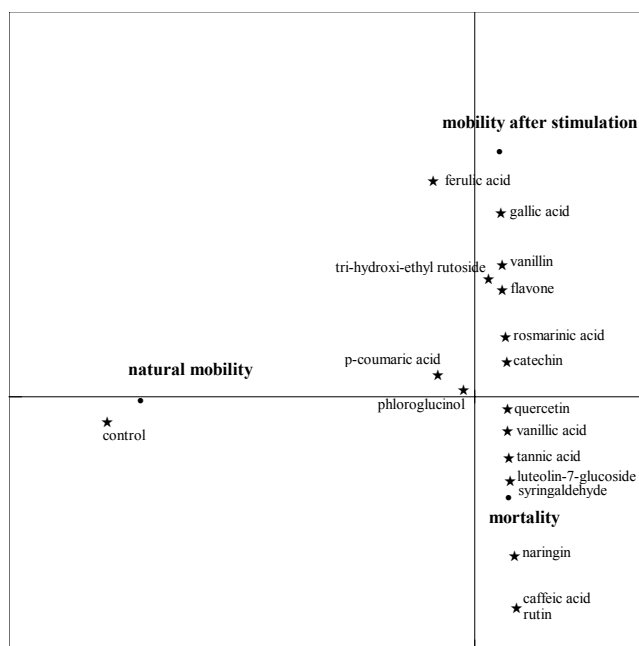 mobility after stimulation
ferulic acid
gallic acid
vanillin
tri-hydroxi-ethyl rutoside
flavone
rosmarinic acid
p-coumaric acid
catechin
natural mobility
phloroglucinol
quercetin
control
vanillic acid
tannic acid
luteolin-7-glucoside
syringaldehyde
mortality
naringin
caffeic acid
rutin